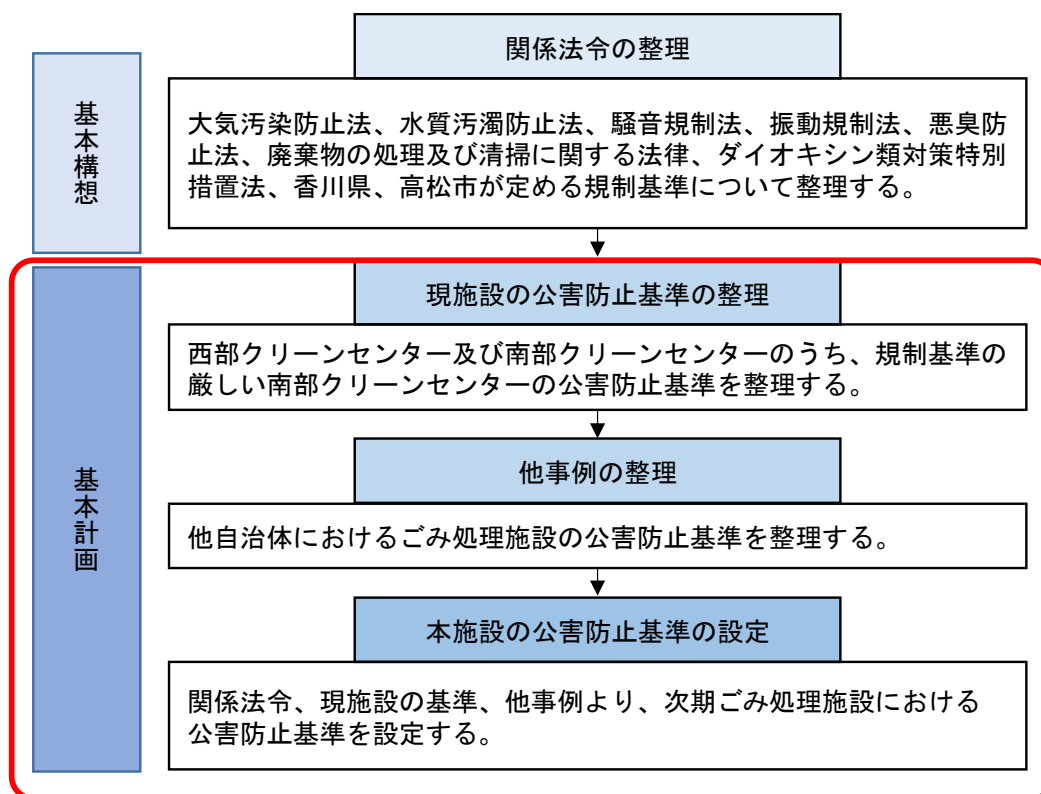 関係法令の整理
基本構想
大気汚染防止法、水質汚濁防止法、騒音規制法、振動規制法、悪臭防
止法、廃棄物の処理及び清掃に関する法律、ダイオキシン類対策特別
措置法、香川県、高松市が定める規制基準について整理する。
基本計画
現施設の公害防止基準の整理
西部クリーンセンター及び南部クリーンセンターのうち、規制基準の
厳しい南部クリーンセンターの公害防止基準を整理する。
他事例の整理
他自治体におけるごみ処理施設の公害防止基準を整理する。
本施設の公害防止基準の設定
関係法令、現施設の基準、他事例より、次期ごみ処理施設における
公害防止基準を設定する。